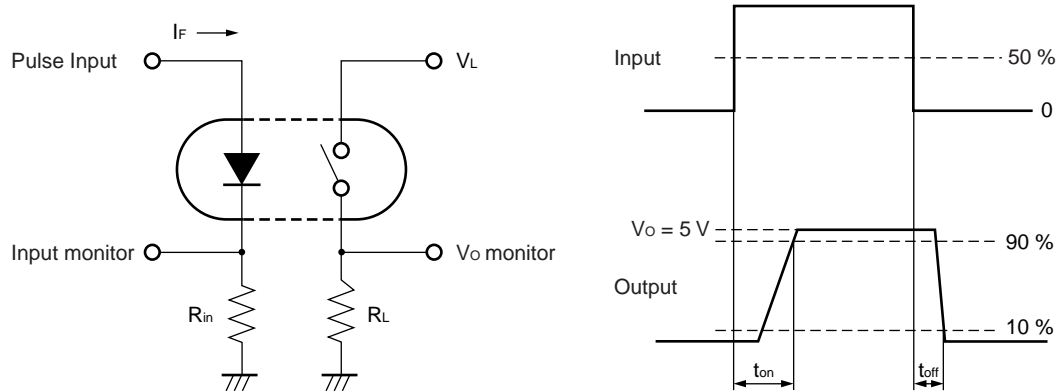 IF
Pulse Input
VL
Input monitor
VO monitor
Rin
RL
Input
50 %
0
VO = 5 V
90 %
Output
10 %
ton
toff